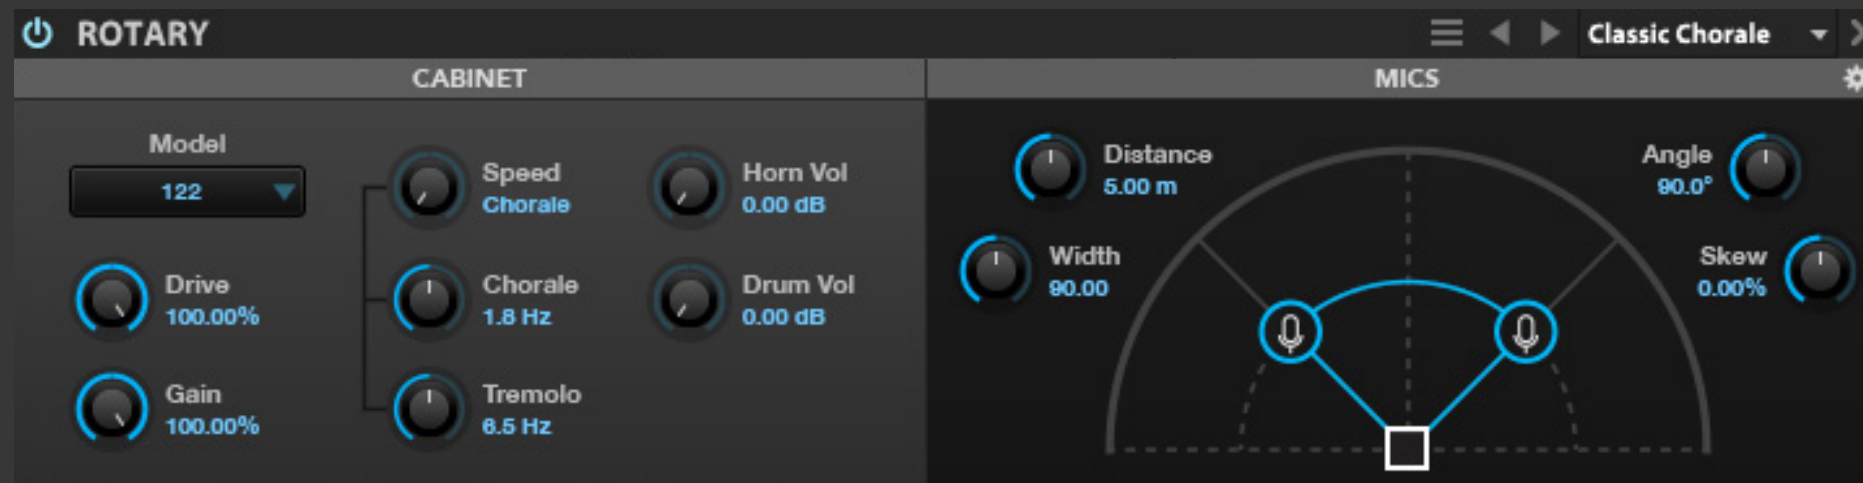 ROTARY
Classic Chorale
CABINET
MICS
Model
122
Drive
100.00%
Gain
100.00%
Speed
Chorale
Chorale
1.8 Hz
Tremolo
6.5 Hz
Horn Vol
0.00 dB
Drum Vol
0.00 dB
Distance
5.00 m
Width
90.00
Angle
90.0°
Skew
0.00%